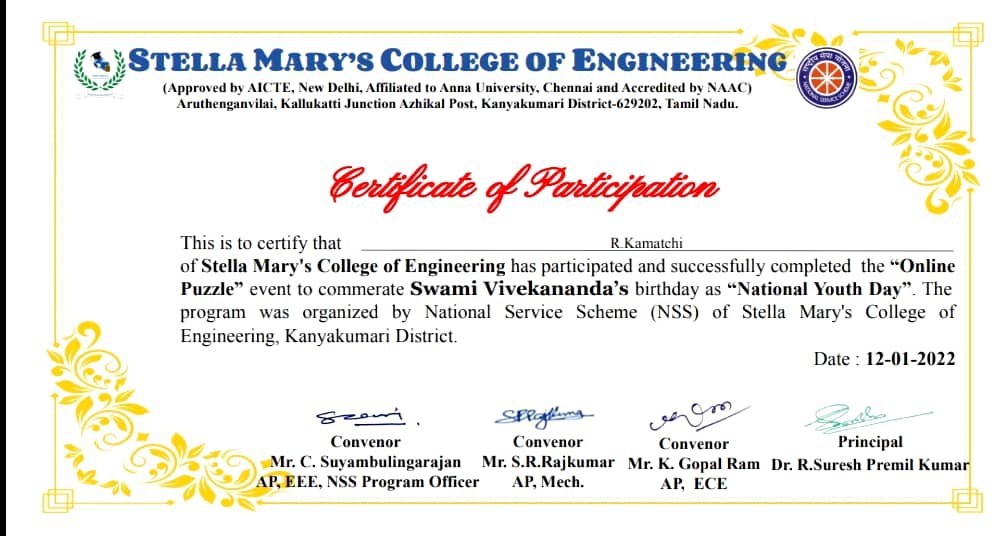 STELLA MARY'S COLLEGE OF ENGINEERING
(Approved by AICTE, New Delhi, Affiliated to Anna University, Chennai and Accredited by NAAC)
Aruthenganvilai, Kallukatti Junction Azhikal Post, Kanyakumari District-629202, Tamil Nadu.
Certificate of Participation
This is to certify that R.Kamatchi
of Stella Mary's College of Engineering has participated and successfully completed the “Online
Puzzle” event to commerate Swami Vivekananda's birthday as “National Youth Day”. The
program was organized by National Service Scheme (NSS) of Stella Mary's College of
Engineering, Kanyakumari District.
Date : 12-01-2022
Convenor Convenor Convenor Principal
Mr. C. Suyambulingarajan Mr. S.R.Rajkumar Mr. K. Gopal Ram Dr. R.Suresh Premil Kumar
AP, EEE, NSS Program Officer AP, Mech. AP, ECE